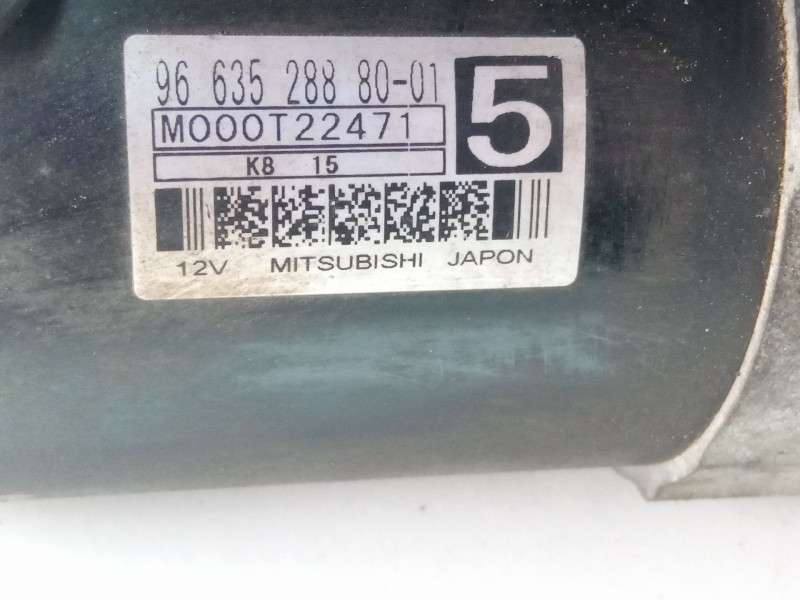 96 635 288 80-01
5
M000T22471
K8 15
12V MITSUBISHI JAPON